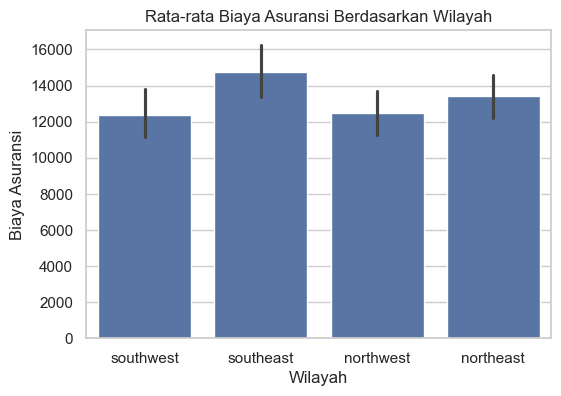 Rata-rata Biaya Asuransi Berdasarkan Wilayah
16000
14000
12000
10000
8000
6000
4000
2000
0
Biaya Asuransi
southwest southeast northwest northeast
Wilayah